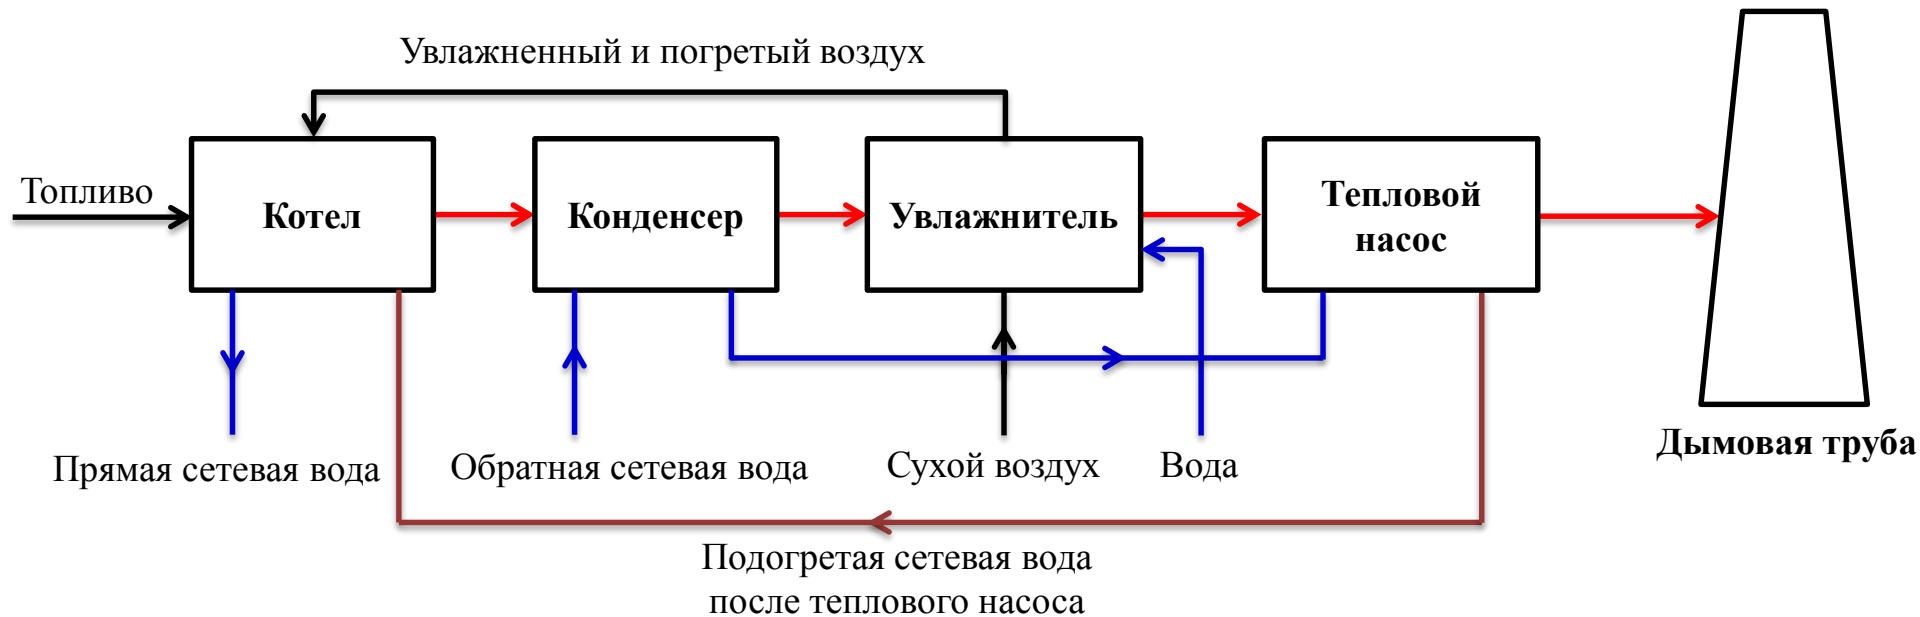 Увлажненный и погретый воздух
Топливо
Котел
Конденсер
Увлажнитель
Тепловой
насос
Прямая сетевая вода
Обратная сетевая вода
Сухой воздух
Вода
Дымовая труба
Подогретая сетевая вода
после теплового насоса